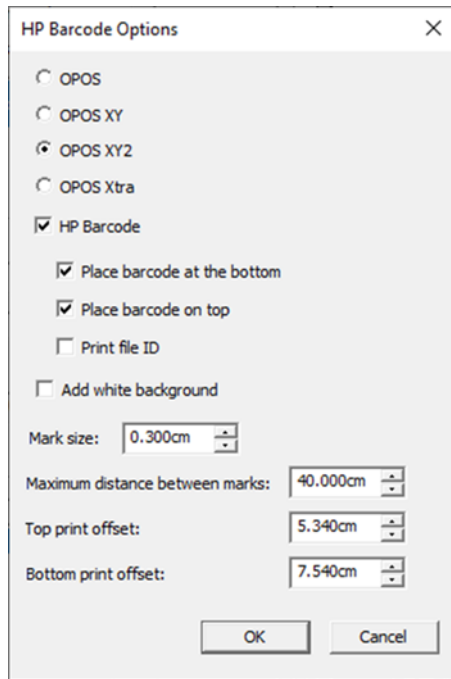 HP Barcode Options
OPOS
OPOS XY
OPOS XY2
OPOS Xtra
HP Barcode
Place barcode at the bottom
Place barcode on top
Print file ID
Add white background
Mark size: 0.300cm
Maximum distance between marks: 40.000cm
Top print offset: 5.340cm
Bottom print offset: 7.540cm
OK Cancel